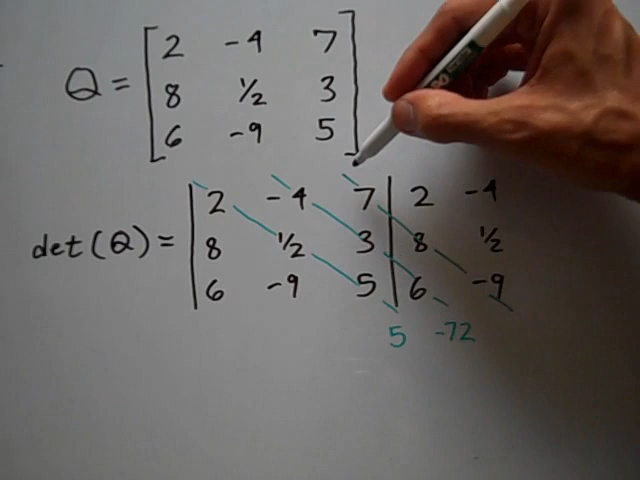 2 -4 7
Q = 8 1/2 3
6 -9 5
2 -4 7 2 -4
det(Q) = 8 1/2 3 8 1/2
6 -9 5 6 -9
5 -72